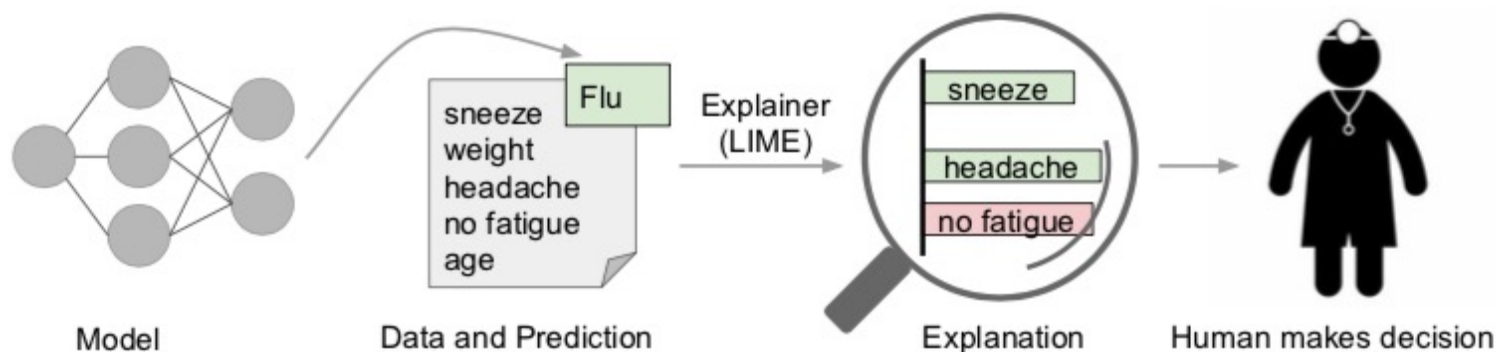 Flu
sneeze
weight
headache
no fatigue
age
Explainer
(LIME)
sneeze
headache
no fatigue
Model
Data and Prediction
Explanation
Human makes decision